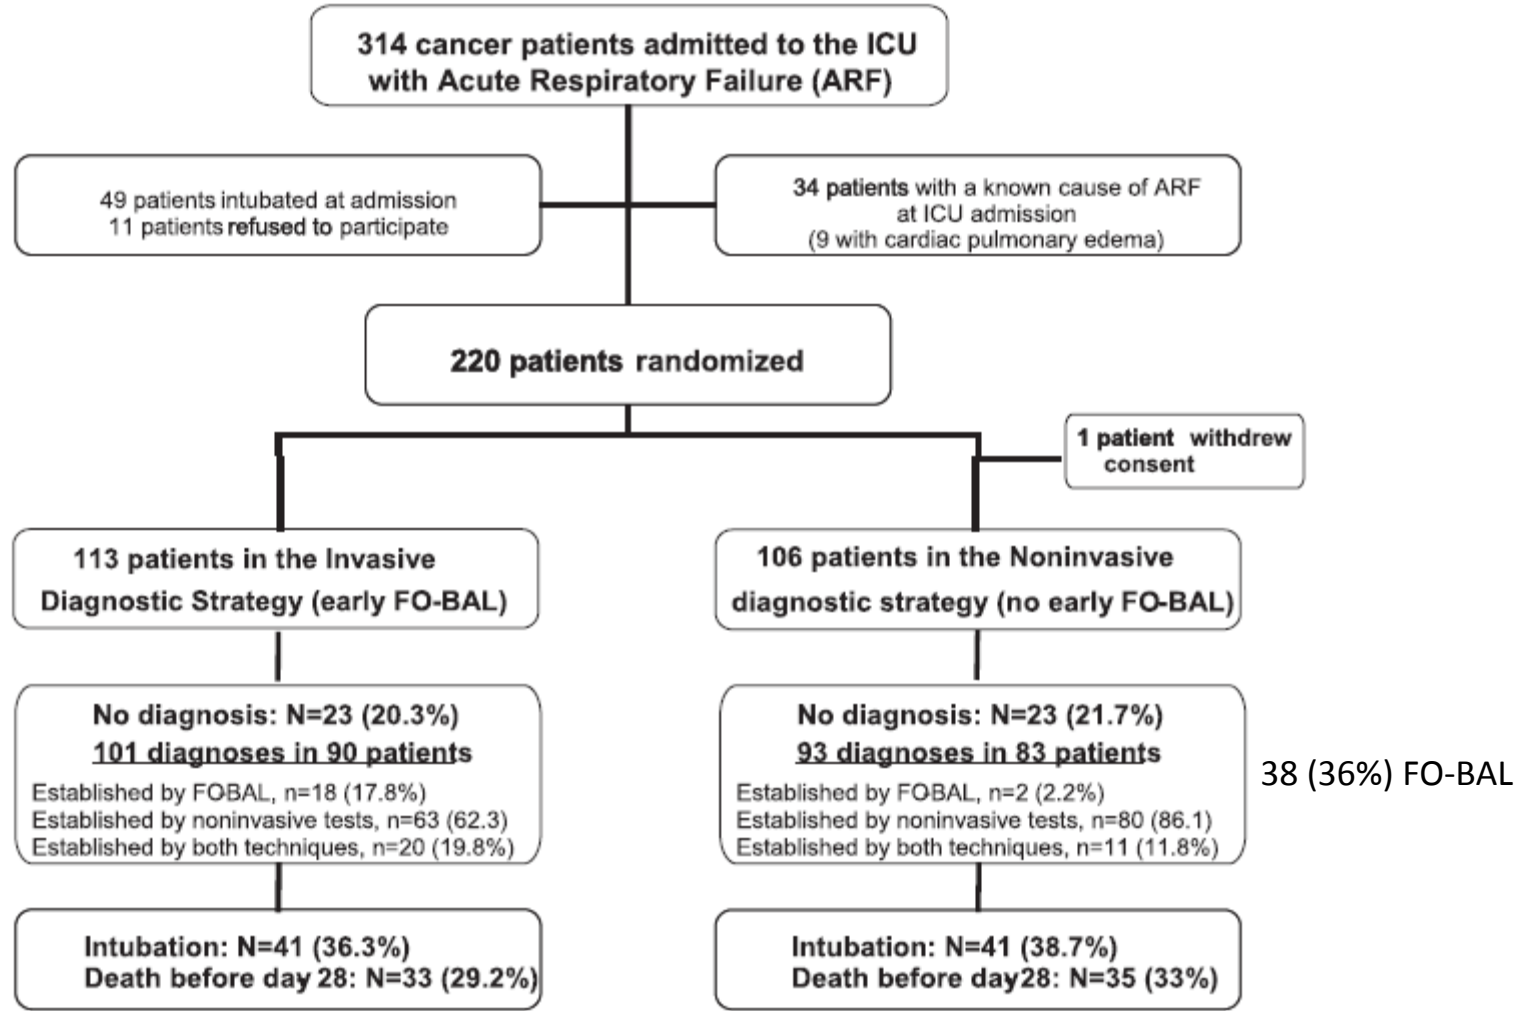 314 cancer patients admitted to the ICU
with Acute Respiratory Failure (ARF)
49 patients intubated at admission
11 patients refused to participate
34 patients with a known cause of ARF
at ICU admission
(9 with cardiac pulmonary edema)
220 patients randomized
1 patient withdrew
consent
113 patients in the Invasive
Diagnostic Strategy (early FO-BAL)
106 patients in the Noninvasive
diagnostic strategy (no early FO-BAL)
No diagnosis: N=23 (20.3%)
101 diagnoses in 90 patients
Established by FOBAL, n=18 (17.8%)
Established by noninvasive tests, n=63 (62.3)
Established by both techniques, n=20 (19.8%)
No diagnosis: N=23 (21.7%)
93 diagnoses in 83 patients
Established by FOBAL, n=2 (2.2%)
Established by noninvasive tests, n=80 (86.1)
Established by both techniques, n=11 (11.8%)
38 (36%) FO-BAL
Intubation: N=41 (36.3%)
Death before day 28: N=33 (29.2%)
Intubation: N=41 (38.7%)
Death before day28: N=35 (33%)